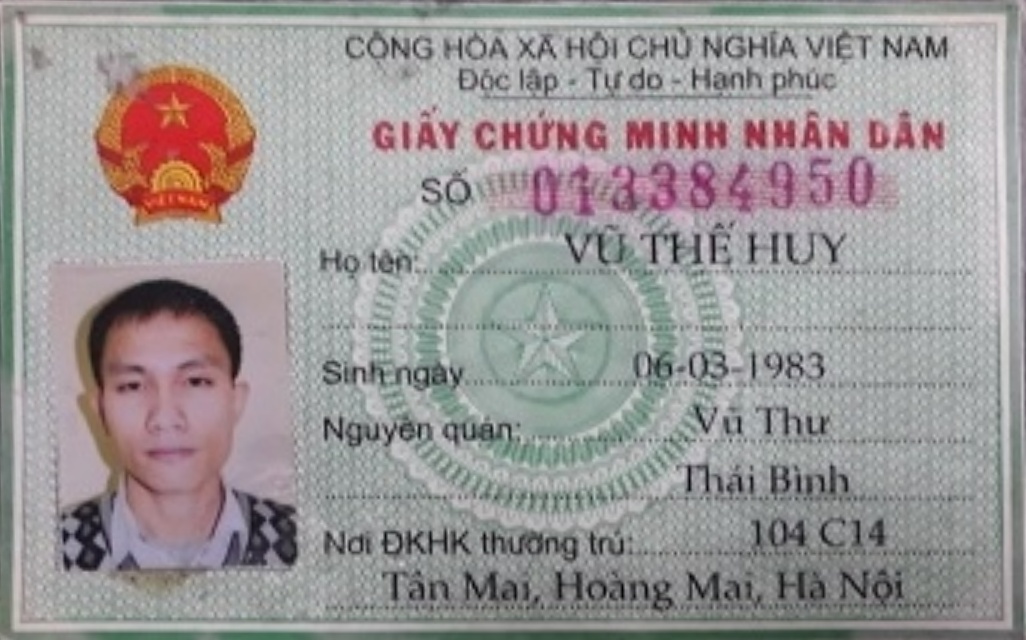 CỘNG HÒA XÃ HỘI CHỦ NGHĨA VIỆT NAM
Độc lập - Tự do - Hạnh phúc
GIẤY CHỨNG MINH NHÂN DÂN
SỐ 013384950
Họ tên: VŨ THẾ HUY
Sinh ngày 06-03-1983
Nguyên quán: Vũ Thư
Thái Bình
Nơi ĐKHK thường trú: 104 C14
Tân Mai, Hoàng Mai, Hà Nội
VIỆT NAM